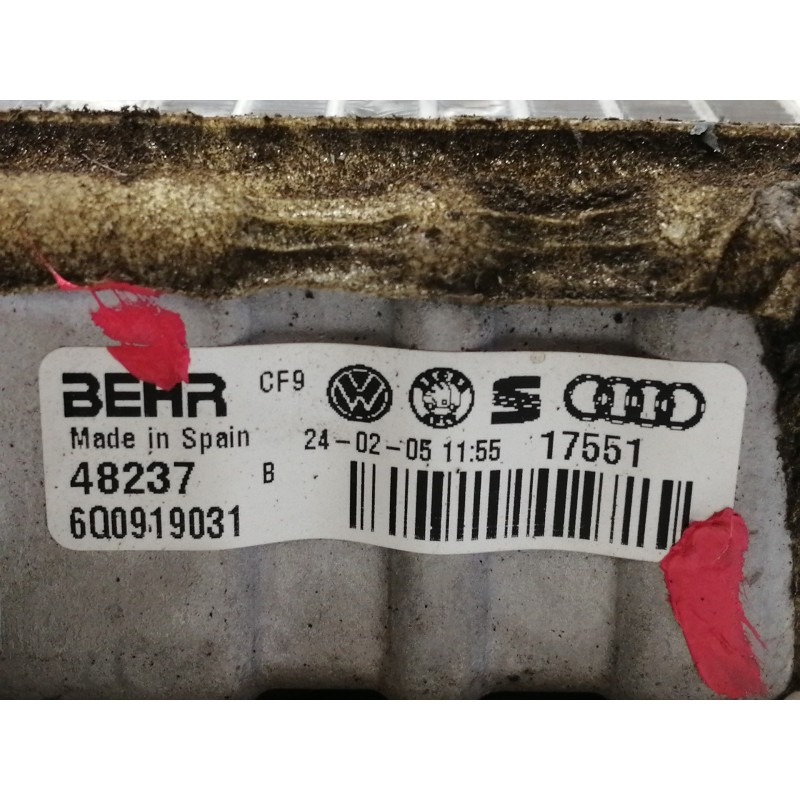 BEHR CF9
Made in Spain 24-02-05 11:55 17551
48237 B
6Q0919031